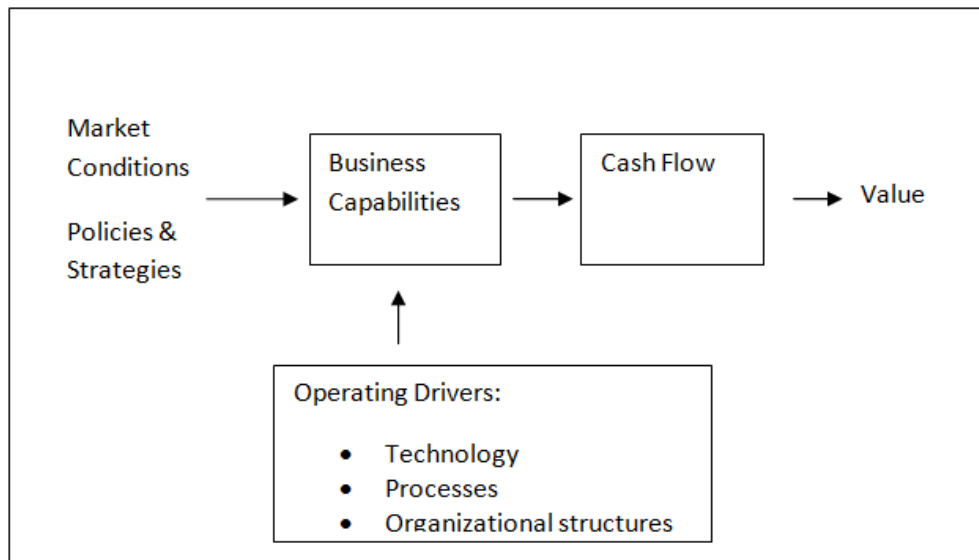 Market
Conditions
Policies &
Strategies
Business
Capabilities
Cash Flow
Value
Operating Drivers:
• Technology
• Processes
• Organizational structures